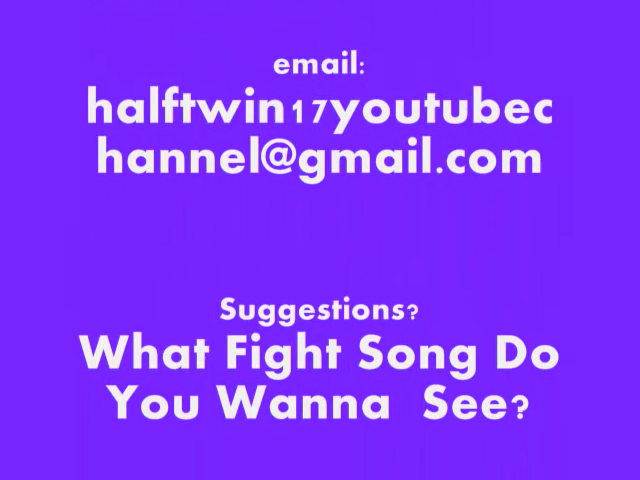 email:
halftwin17youtubec
hannel@gmail.com
Suggestions?
What Fight Song Do
You Wanna  See?